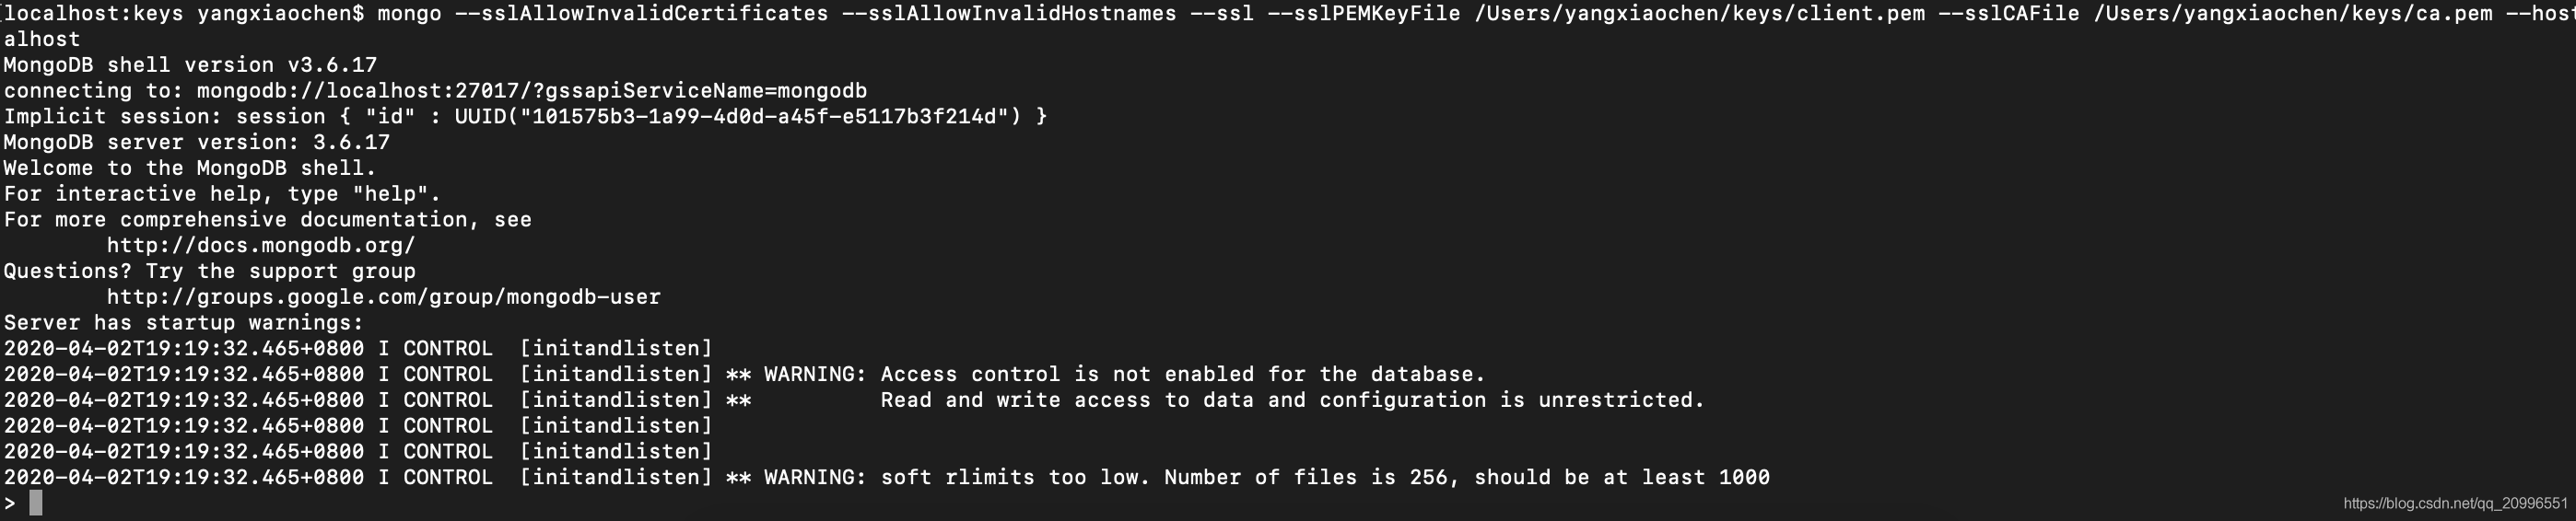 localhost:keys yangxiaochen$ mongo --sslAllowInvalidCertificates --sslAllowInvalidHostnames --ssl --sslPEMKeyFile /Users/yangxiaochen/keys/client.pem --sslCAFile /Users/yangxiaochen/keys/ca.pem --host
alhost
MongoDB shell version v3.6.17
connecting to: mongodb://localhost:27017/?gssapiServiceName=mongodb
Implicit session: session { "id" : UUID("101575b3-1a99-4d0d-a45f-e5117b3f214d") }
MongoDB server version: 3.6.17
Welcome to the MongoDB shell.
For interactive help, type "help".
For more comprehensive documentation, see
        http://docs.mongodb.org/
Questions? Try the support group
        http://groups.google.com/group/mongodb-user
Server has startup warnings:
2020-04-02T19:19:32.465+0800 I CONTROL  [initandlisten]
2020-04-02T19:19:32.465+0800 I CONTROL  [initandlisten] ** WARNING: Access control is not enabled for the database.
2020-04-02T19:19:32.465+0800 I CONTROL  [initandlisten] **          Read and write access to data and configuration is unrestricted.
2020-04-02T19:19:32.465+0800 I CONTROL  [initandlisten]
2020-04-02T19:19:32.465+0800 I CONTROL  [initandlisten]
2020-04-02T19:19:32.465+0800 I CONTROL  [initandlisten] ** WARNING: soft rlimits too low. Number of files is 256, should be at least 1000
>
https://blog.csdn.net/qq_20996551